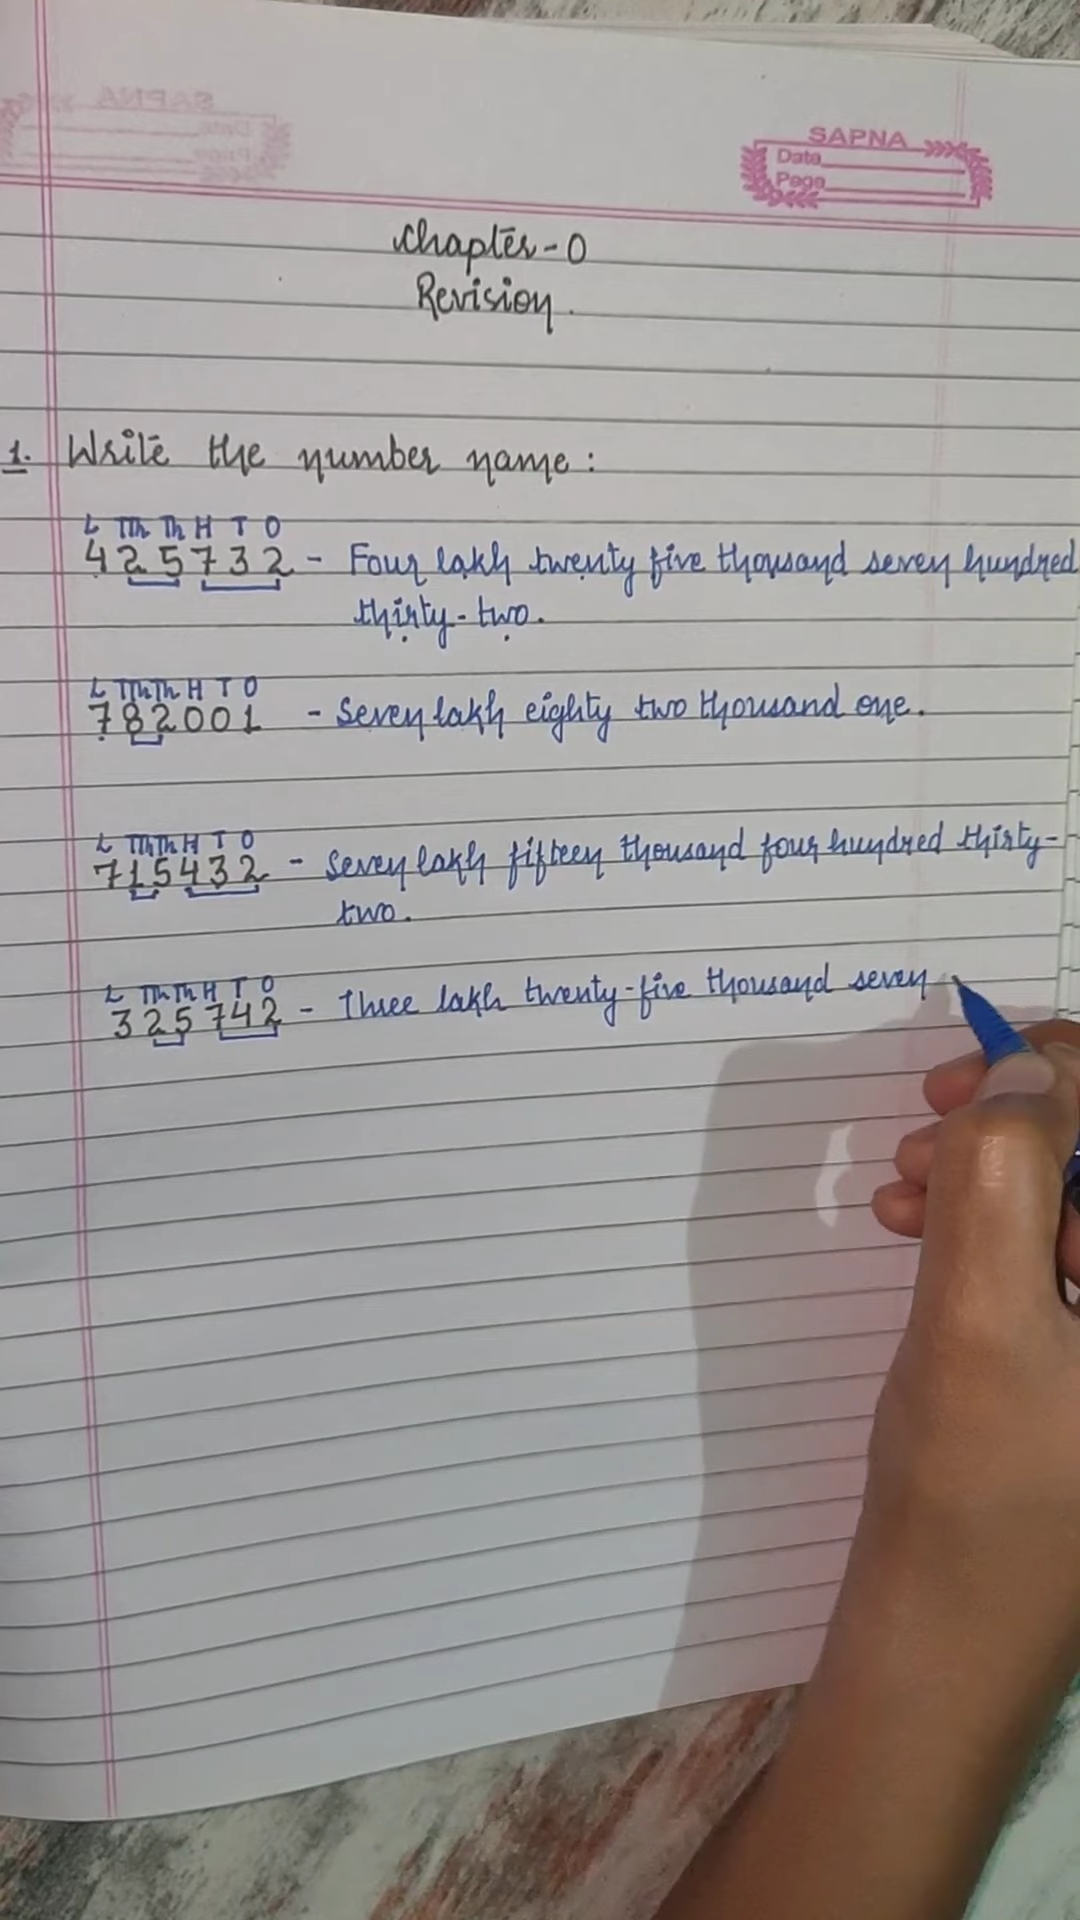 SAPNA
Date
Page
Chapter-0
Revision.
1. Write the number name:
L TTh Th H T O
425732 - Four lakh twenty five thousand seven hundred
thirty-two.
L TTh Th H T O
782001 - Seven lakh eighty two thousand one.
L TTh Th H T O
715432 - Seven lakh fifteen thousand four hundred thirty-
two.
L TTh Th H T O
325742 - Three lakh twenty-five thousand seven